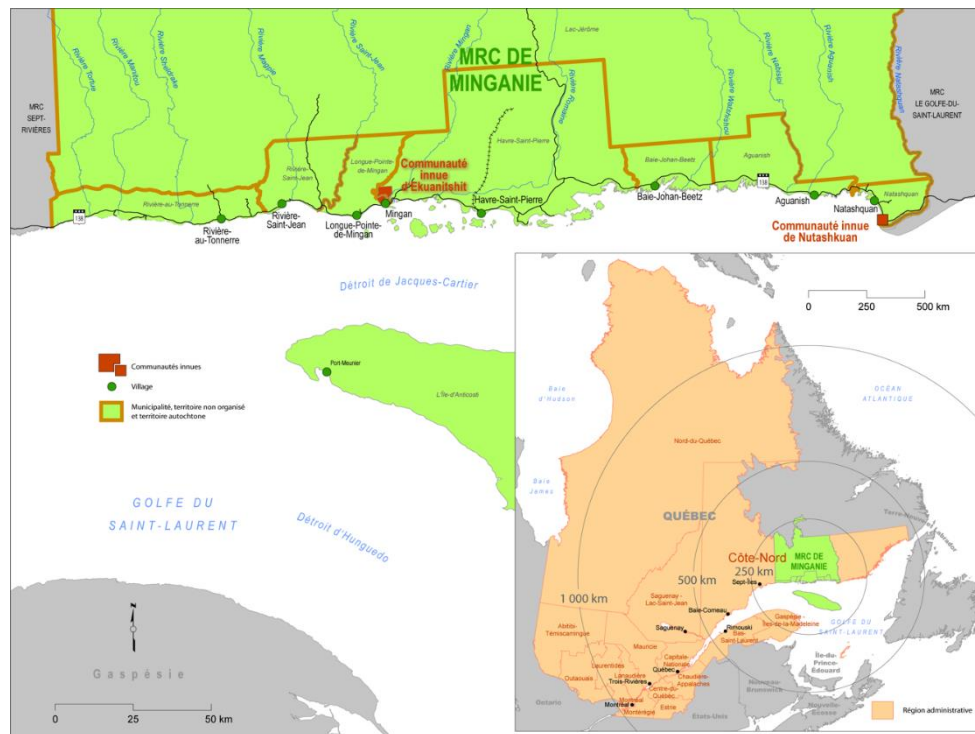 Rivière Tortue
Rivière Manitou
Rivière Sheldrake
Rivière Magpie
Rivière Saint-Jean
Rivière Mingan
Lac-Jérôme
Rivière Romaine
Rivière Nabisipi
Rivière Aguanish
Rivière Natashquan
MRC DE
MINGANIE
MRC
SEPT-
RIVIÈRES
MRC
LE GOLFE-DU-
SAINT-LAURENT
Longue-Pointe-
de-Mingan
Havre-Saint-Pierre
Communauté
innue
d'Ekuanitshit
Rivière-
Saint-Jean
Baie-Johan-Beetz
Aguanish
Natashquan
Rivière-au-Tonnerre
138
138
Rivière-
au-Tonnerre
Rivière-
Saint-Jean
Longue-Pointe-
de-Mingan
Mingan
Havre-Saint-Pierre
Baie-Johan-Beetz
Aguanish
Natashquan
Communauté innue
de Nutashkuan
Détroit de Jacques-Cartier
Port-Meunier
L'Île-d'Anticosti
Communautés innues
Village
Municipalité, territoire non organisé
et territoire autochtone
GOLFE DU
SAINT-LAURENT
Détroit d'Hunguedo
N
Gaspésie
0 25 50 km
0 250 500 km
Baie
d'Hudson
OCÉAN
ATLANTIQUE
Nord-du-Québec
Baie
James
QUÉBEC
Terre-Neuve-et-Labrador
Côte-Nord
MRC DE
MINGANIE
250 km
Sept-Îles
500 km
1 000 km
Saguenay -
Lac-Saint-Jean
Baie-Comeau
Gaspésie -
Îles-de-la-Madeleine
GOLFE DU
SAINT-LAURENT
Abitibi-
Témiscamingue
Saguenay
Rimouski
Bas-
Saint-Laurent
Mauricie
Île-du-
Prince-
Édouard
Capitale-
Nationale
Laurentides
Québec
Lanaudière
Chaudière-
Appalaches
Outaouais
Trois-Rivières
Centre-du-
Québec
Nouveau-
Brunswick
Montréal
Montréal
Estrie
Montérégie
Ontario
États-Unis
Nouvelle-
Écosse
Région administrative